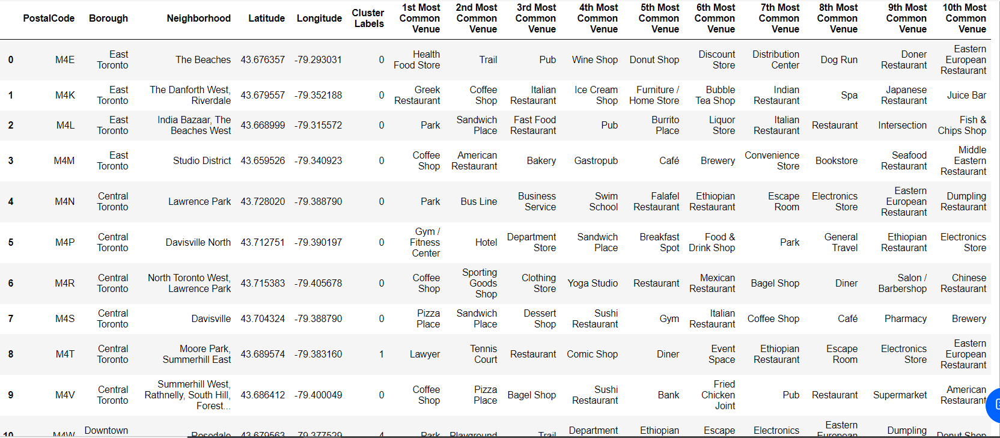 PostalCode Borough Neighborhood Latitude Longitude Cluster Labels 1st Most Common Venue 2nd Most Common Venue 3rd Most Common Venue 4th Most Common Venue 5th Most Common Venue 6th Most Common Venue 7th Most Common Venue 8th Most Common Venue 9th Most Common Venue 10th Most Common Venue
0 M4E East Toronto The Beaches 43.676357 -79.293031 0 Health Food Store Trail Pub Wine Shop Donut Shop Discount Store Distribution Center Dog Run Doner Restaurant Eastern European Restaurant
1 M4K East Toronto The Danforth West, Riverdale 43.679557 -79.352188 0 Greek Restaurant Coffee Shop Italian Restaurant Ice Cream Shop Furniture / Home Store Bubble Tea Shop Indian Restaurant Spa Japanese Restaurant Juice Bar
2 M4L East Toronto India Bazaar, The Beaches West 43.668999 -79.315572 0 Park Sandwich Place Fast Food Restaurant Pub Burrito Place Liquor Store Italian Restaurant Restaurant Intersection Fish & Chips Shop
3 M4M East Toronto Studio District 43.659526 -79.340923 0 Coffee Shop American Restaurant Bakery Gastropub Café Brewery Convenience Store Bookstore Seafood Restaurant Middle Eastern Restaurant
4 M4N Central Toronto Lawrence Park 43.728020 -79.388790 0 Park Bus Line Business Service Swim School Falafel Restaurant Ethiopian Restaurant Escape Room Electronics Store Eastern European Restaurant Dumpling Restaurant
5 M4P Central Toronto Davisville North 43.712751 -79.390197 0 Gym / Fitness Center Hotel Department Store Sandwich Place Breakfast Spot Food & Drink Shop Park General Travel Ethiopian Restaurant Electronics Store
6 M4R Central Toronto North Toronto West, Lawrence Park 43.715383 -79.405678 0 Coffee Shop Sporting Goods Shop Clothing Store Yoga Studio Restaurant Mexican Restaurant Bagel Shop Diner Salon / Barbershop Chinese Restaurant
7 M4S Central Toronto Davisville 43.704324 -79.388790 0 Pizza Place Sandwich Place Dessert Shop Sushi Restaurant Gym Italian Restaurant Coffee Shop Café Pharmacy Brewery
8 M4T Central Toronto Moore Park, Summerhill East 43.689574 -79.383160 1 Lawyer Tennis Court Restaurant Comic Shop Diner Event Space Ethiopian Restaurant Escape Room Electronics Store Eastern European Restaurant
9 M4V Central Toronto Summerhill West, Rathnelly, South Hill, Forest... 43.686412 -79.400049 0 Coffee Shop Pizza Place Bagel Shop Sushi Restaurant Bank Fried Chicken Joint Pub Restaurant Supermarket American Restaurant
10 M4W Downtown Rosedale 43.679563 -79.377529 4 Park Playground Trail Department Ethiopian Escape Electronics Eastern European Dumpling Donut Shop